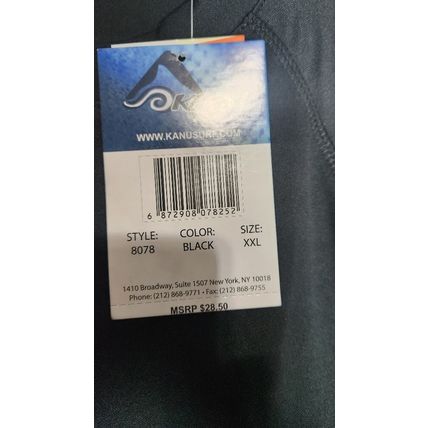 WWW.KANUSURF.COM
6 872908 078252
STYLE: COLOR: SIZE:
8078 BLACK XXL
1410 Broadway, Suite 1507 New York, NY 10018
Phone: (212) 868-9771 • Fax: (212) 868-9755
MSRP $28.50